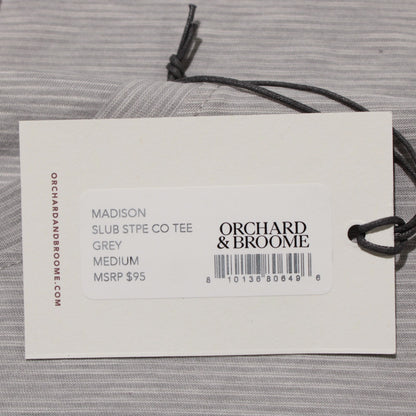 ORCHARDANDBROOME.COM
MADISON
SLUB STPE CO TEE
GREY
MEDIUM
MSRP $95
ORCHARD
& BROOME
8 10136 80649 6